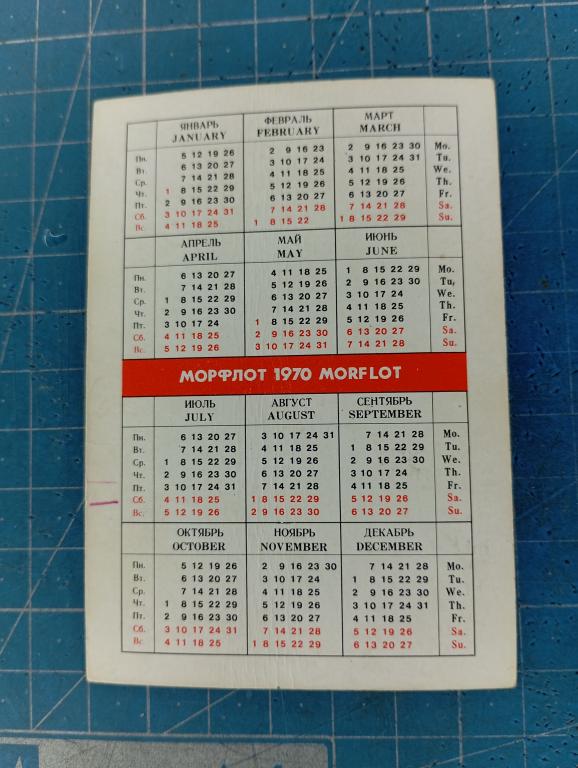 ЯНВАРЬ ФЕВРАЛЬ МАРТ
JANUARY FEBRUARY MARCH
Пн. 5 12 19 26 2 9 16 23 2 9 16 23 30 Mo.
Вт. 6 13 20 27 3 10 17 24 3 10 17 24 31 Tu.
Ср. 7 14 21 28 4 11 18 25 4 11 18 25 We.
Чт. 1 8 15 22 29 5 12 19 26 5 12 19 26 Th.
Пт. 2 9 16 23 30 6 13 20 27 6 13 20 27 Fr.
Сб. 3 10 17 24 31 7 14 21 28 7 14 21 28 Sa.
Вс. 4 11 18 25 1 8 15 22 1 8 15 22 29 Su.
АПРЕЛЬ МАЙ ИЮНЬ
APRIL MAY JUNE
Пн. 6 13 20 27 4 11 18 25 1 8 15 22 29 Mo.
Вт. 7 14 21 28 5 12 19 26 2 9 16 23 30 Tu,
Ср. 1 8 15 22 29 6 13 20 27 3 10 17 24 We.
Чт. 2 9 16 23 30 7 14 21 28 4 11 18 25 Th.
Пт. 3 10 17 24 1 8 15 22 29 5 12 19 26 Fr.
Сб. 4 11 18 25 2 9 16 23 30 6 13 20 27 Sa.
Вс. 5 12 19 26 3 10 17 24 31 7 14 21 28 Su.
МОРФЛОТ 1970 MORFLOT
ИЮЛЬ АВГУСТ СЕНТЯБРЬ
JULY AUGUST SEPTEMBER
Пн. 6 13 20 27 3 10 17 24 31 7 14 21 28 Mo.
Вт. 7 14 21 28 4 11 18 25 1 8 15 22 29 Tu.
Ср. 1 8 15 22 29 5 12 19 26 2 9 16 23 30 We.
Чт. 2 9 16 23 30 6 13 20 27 3 10 17 24 Th.
Пт. 3 10 17 24 31 7 14 21 28 4 11 18 25 Fr.
Сб. 4 11 18 25 1 8 15 22 29 5 12 19 26 Sa.
Вс. 5 12 19 26 2 9 16 23 30 6 13 20 27 Su.
ОКТЯБРЬ НОЯБРЬ ДЕКАБРЬ
OCTOBER NOVEMBER DECEMBER
Пн. 5 12 19 26 2 9 16 23 30 7 14 21 28 Mo.
Вт. 6 13 20 27 3 10 17 24 1 8 15 22 29 Tu.
Ср. 7 14 21 28 4 11 18 25 2 9 16 23 30 We.
Чт. 1 8 15 22 29 5 12 19 26 3 10 17 24 31 Th.
Пт. 2 9 16 23 30 6 13 20 27 4 11 18 25 Fr.
Сб. 3 10 17 24 31 7 14 21 28 5 12 19 26 Sa.
Вс. 4 11 18 25 1 8 15 22 29 6 13 20 27 Su.